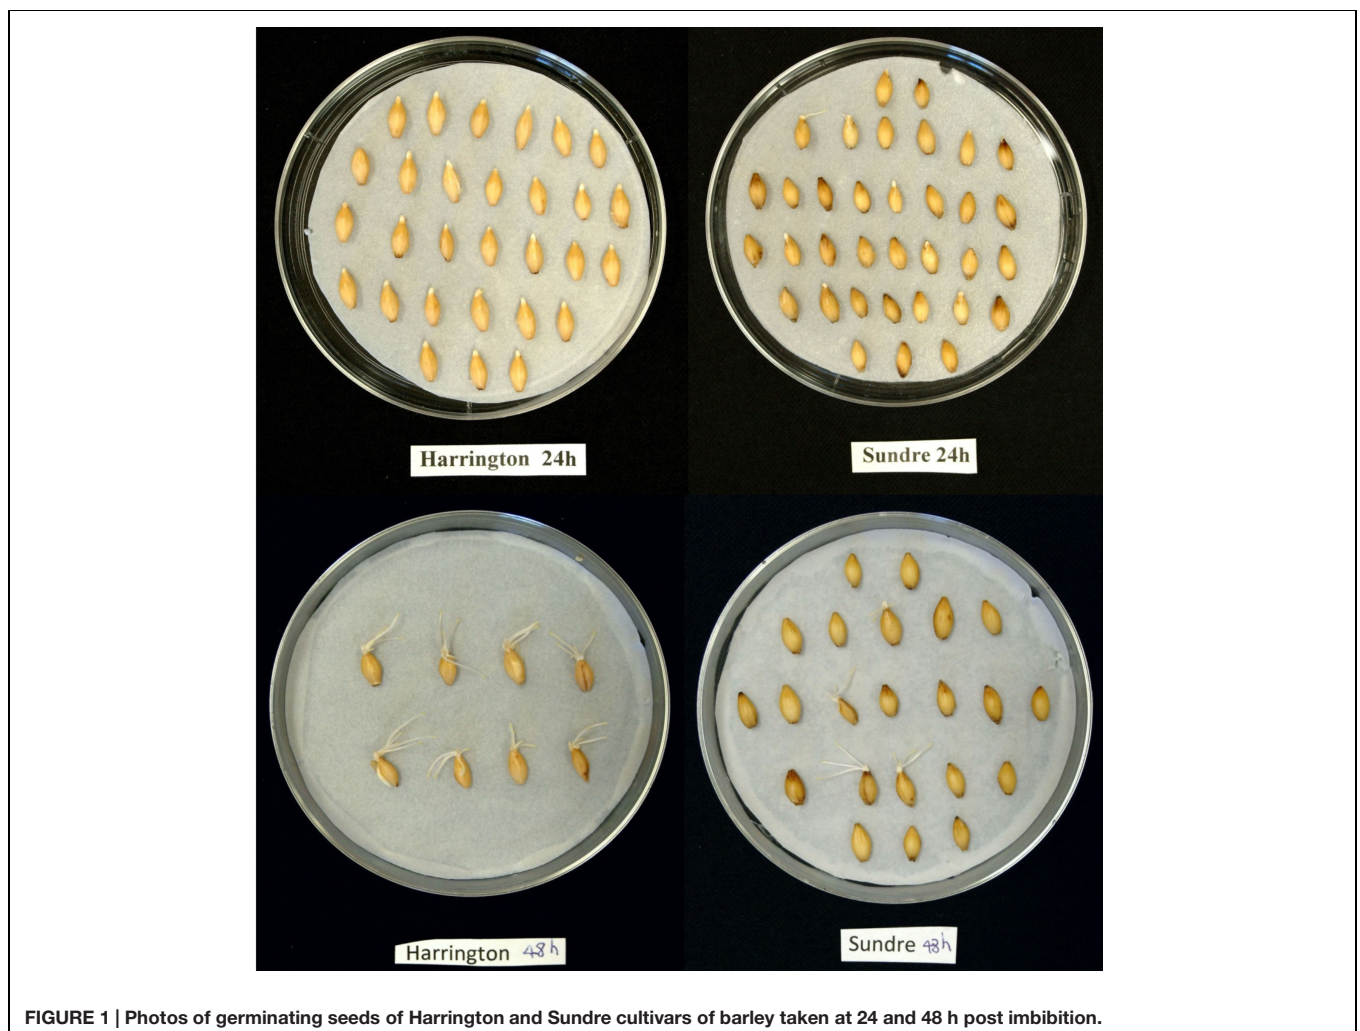 Harrington 24h
Sundre 24h
Harrington 48h
Sundre 48h
FIGURE 1 | Photos of germinating seeds of Harrington and Sundre cultivars of barley taken at 24 and 48 h post imbibition.